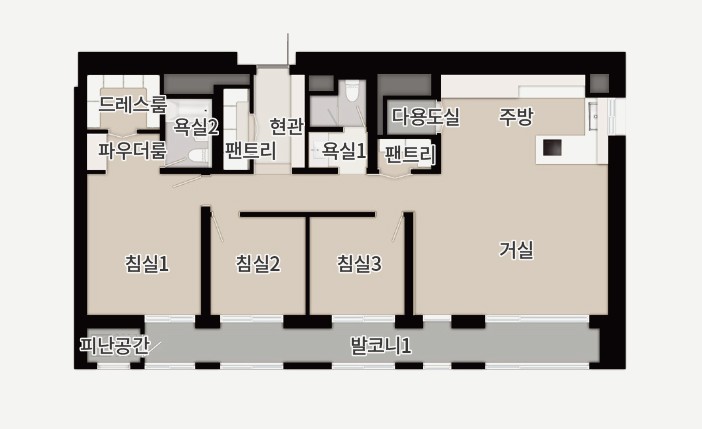 드레스룸
욕실2
현관
다용도실
주방
파우더룸
팬트리
욕실1
팬트리
침실1
침실2
침실3
거실
피난공간
발코니1